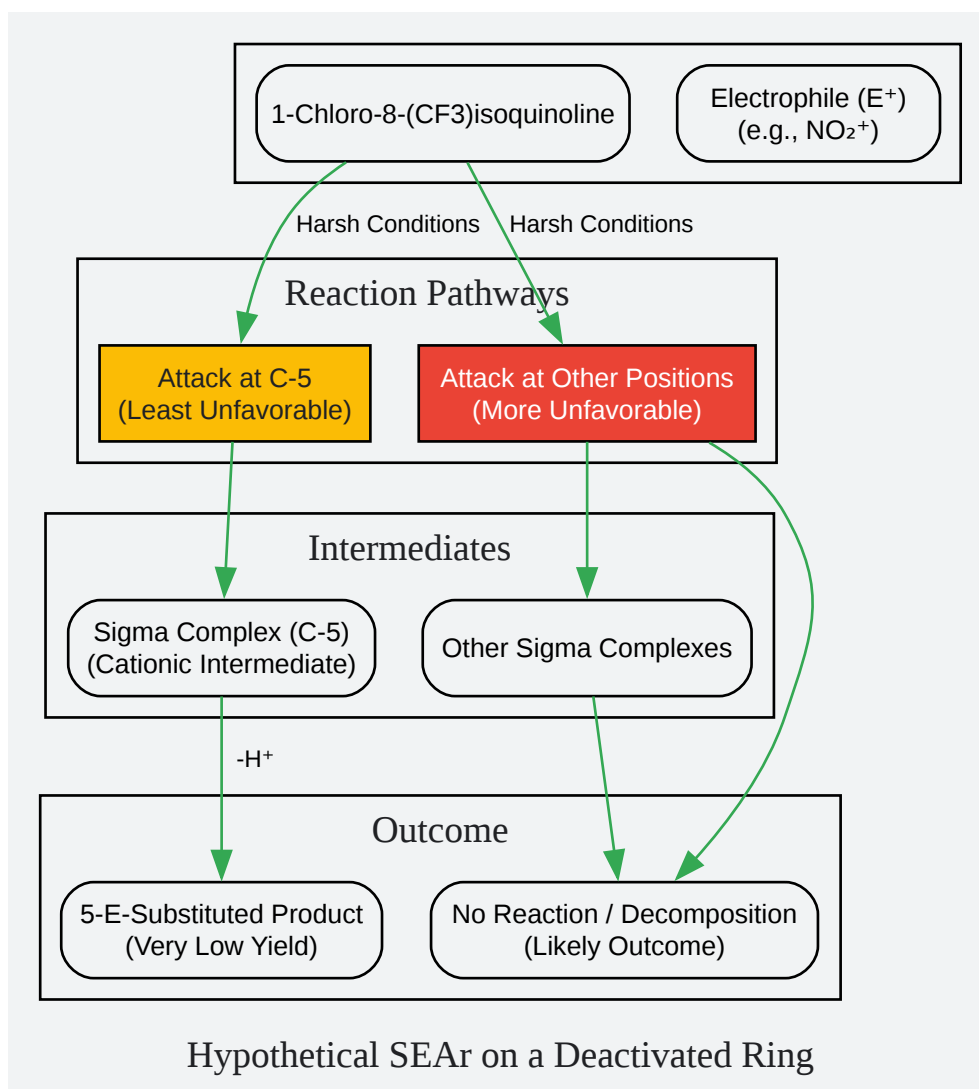 1-Chloro-8-(CF3)isoquinoline
Electrophile (E⁺)
(e.g., NO₂⁺)
Harsh Conditions
Harsh Conditions
Reaction Pathways
Attack at C-5
(Least Unfavorable)
Attack at Other Positions
(More Unfavorable)
Intermediates
Sigma Complex (C-5)
(Cationic Intermediate)
Other Sigma Complexes
-H⁺
Outcome
5-E-Substituted Product
(Very Low Yield)
No Reaction / Decomposition
(Likely Outcome)
Hypothetical SEAr on a Deactivated Ring